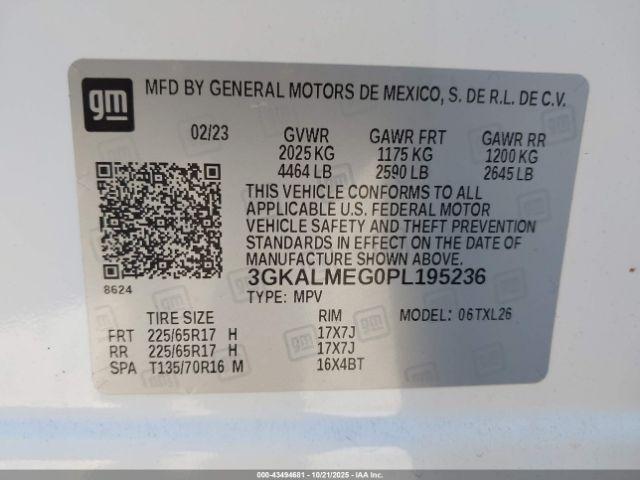 gm
MFD BY GENERAL MOTORS DE MEXICO, S. DE R.L. DE C.V.
02/23 GVWR GAWR FRT GAWR RR
2025 KG 1175 KG 1200 KG
4464 LB 2590 LB 2645 LB
THIS VEHICLE CONFORMS TO ALL
APPLICABLE U.S. FEDERAL MOTOR
VEHICLE SAFETY AND THEFT PREVENTION
STANDARDS IN EFFECT ON THE DATE OF
MANUFACTURE SHOWN ABOVE.
3GKALMEG0PL195236
8624
TYPE: MPV
TIRE SIZE RIM MODEL: 06TXL26
FRT 225/65R17 H 17X7J
RR 225/65R17 H 17X7J
SPA T135/70R16 M 16X4BT
000-43494681 - 10/21/2025 - www.iaai.com